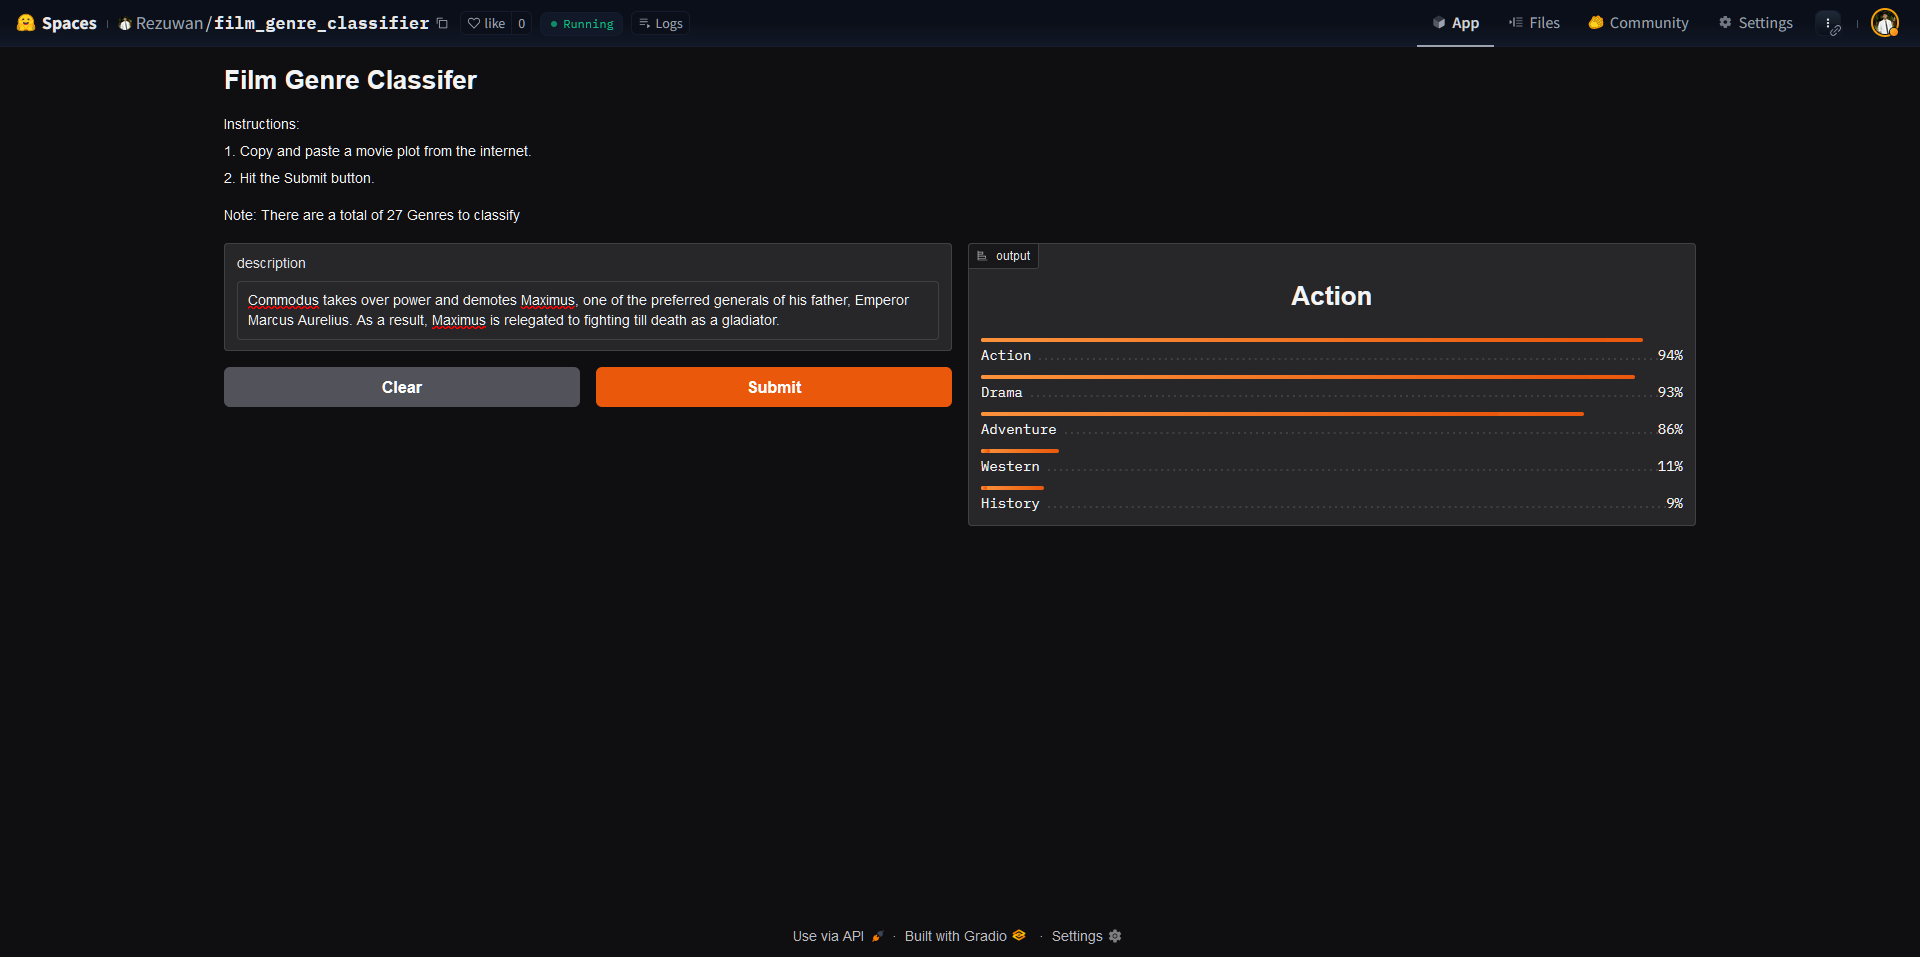 Spaces Rezuwan/film_genre_classifier like 0 Running Logs App Files Community Settings
Film Genre Classifer
Instructions:
1. Copy and paste a movie plot from the internet.
2. Hit the Submit button.
Note: There are a total of 27 Genres to classify
description
Commodus takes over power and demotes Maximus, one of the preferred generals of his father, Emperor
Marcus Aurelius. As a result, Maximus is relegated to fighting till death as a gladiator.
Clear Submit
output
Action
Action 94%
Drama 93%
Adventure 86%
Western 11%
History 9%
Use via API · Built with Gradio · Settings